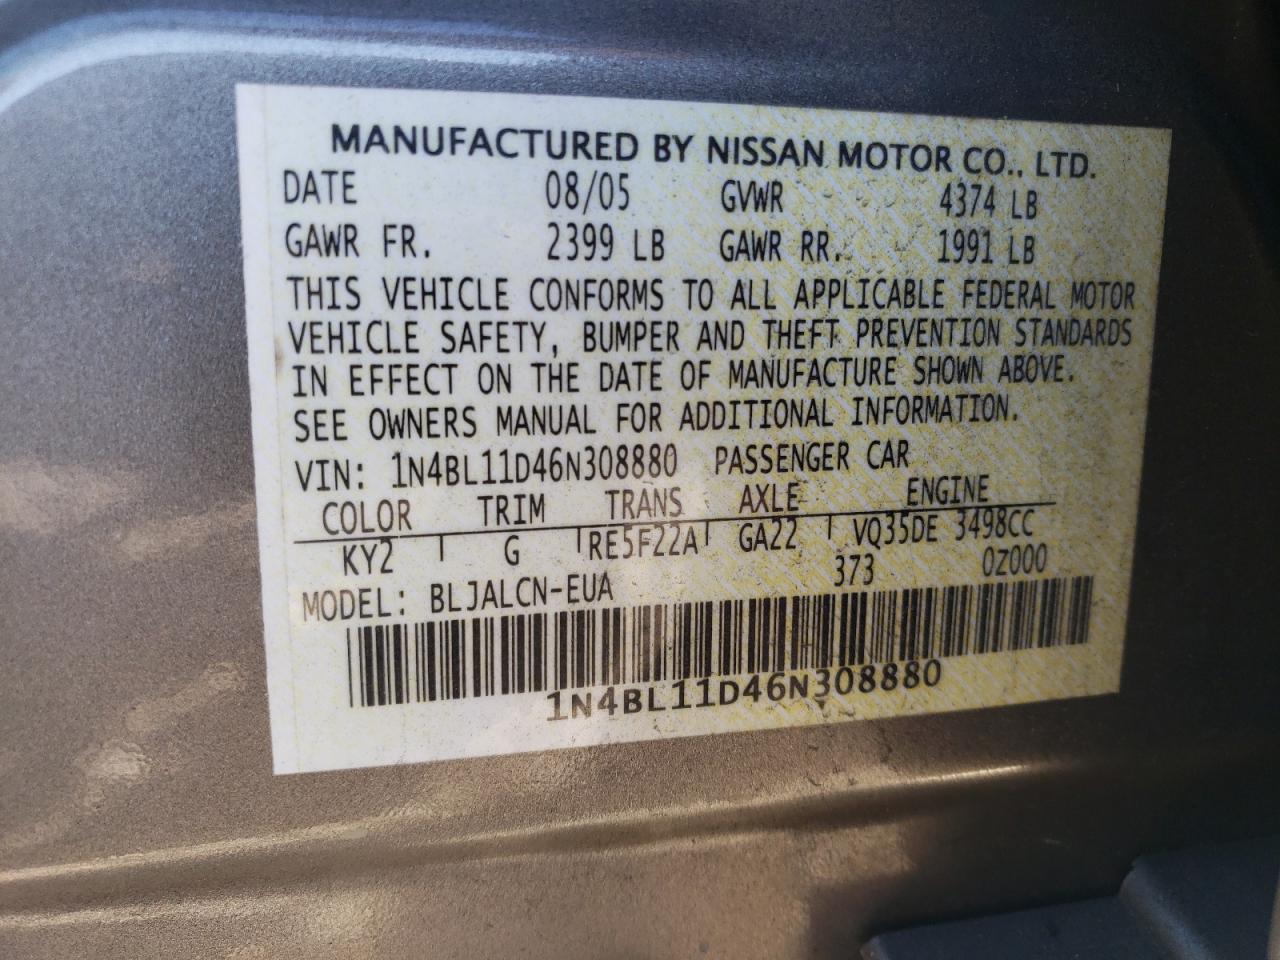 MANUFACTURED BY NISSAN MOTOR CO., LTD.
DATE 08/05 GVWR 4374 LB
GAWR FR. 2399 LB GAWR RR. 1991 LB
THIS VEHICLE CONFORMS TO ALL APPLICABLE FEDERAL MOTOR
VEHICLE SAFETY, BUMPER AND THEFT PREVENTION STANDARDS
IN EFFECT ON THE DATE OF MANUFACTURE SHOWN ABOVE.
SEE OWNERS MANUAL FOR ADDITIONAL INFORMATION.
VIN: 1N4BL11D46N308880 PASSENGER CAR
COLOR TRIM TRANS AXLE ENGINE
KY2 G RE5F22A GA22 VQ35DE 3498CC
MODEL: BLJALCN-EUA 373 0Z000
1N4BL11D46N308880